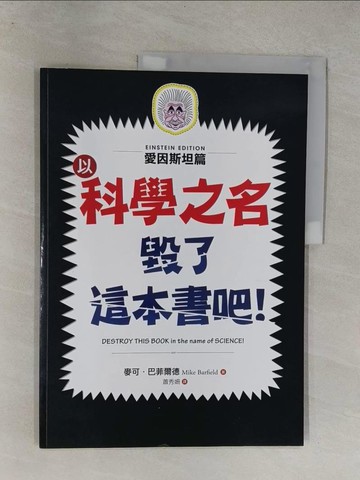 EINSTEIN EDITION
愛因斯坦篇
以
科學之名
毀了
這本書吧!
DESTROY THIS BOOK in the name of SCIENCE!
麥可．巴菲爾德 Mike Barfield 著